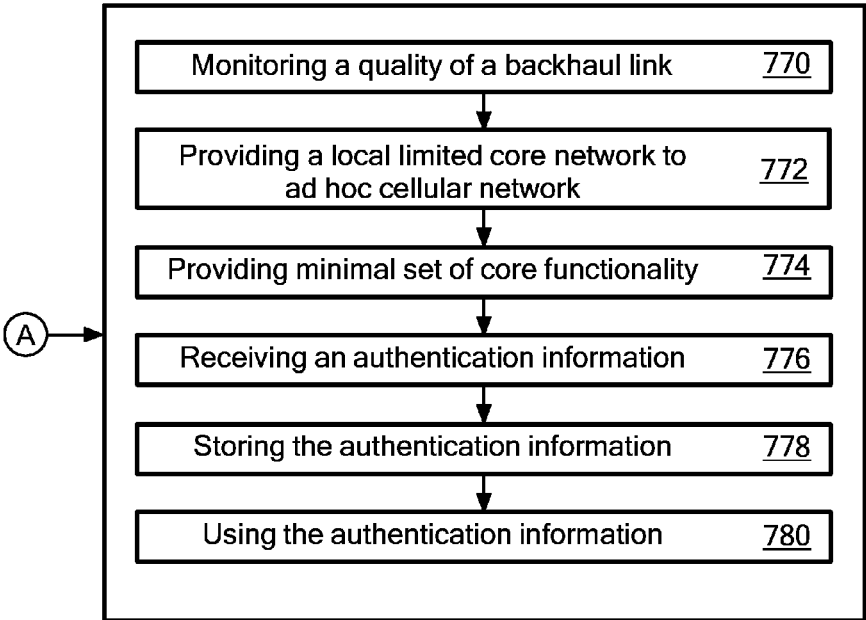 Monitoring a quality of a backhaul link 770
Providing a local limited core network to
ad hoc cellular network 772
Providing minimal set of core functionality 774
A
Receiving an authentication information 776
Storing the authentication information 778
Using the authentication information 780